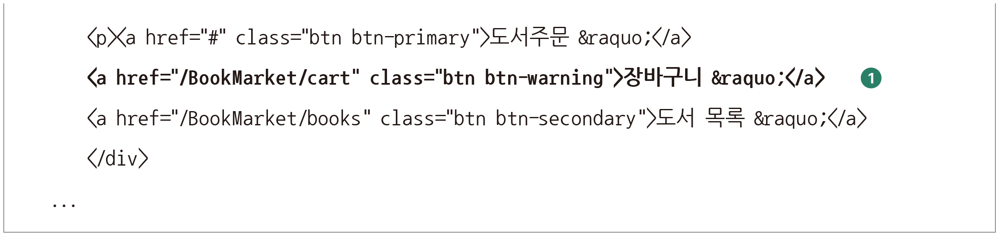 <p><a href="#" class="btn btn-primary">도서주문 &raquo;</a>
<a href="/BookMarket/cart" class="btn btn-warning">장바구니 &raquo;</a> 1
<a href="/BookMarket/books" class="btn btn-secondary">도서 목록 &raquo;</a>
</div>
...